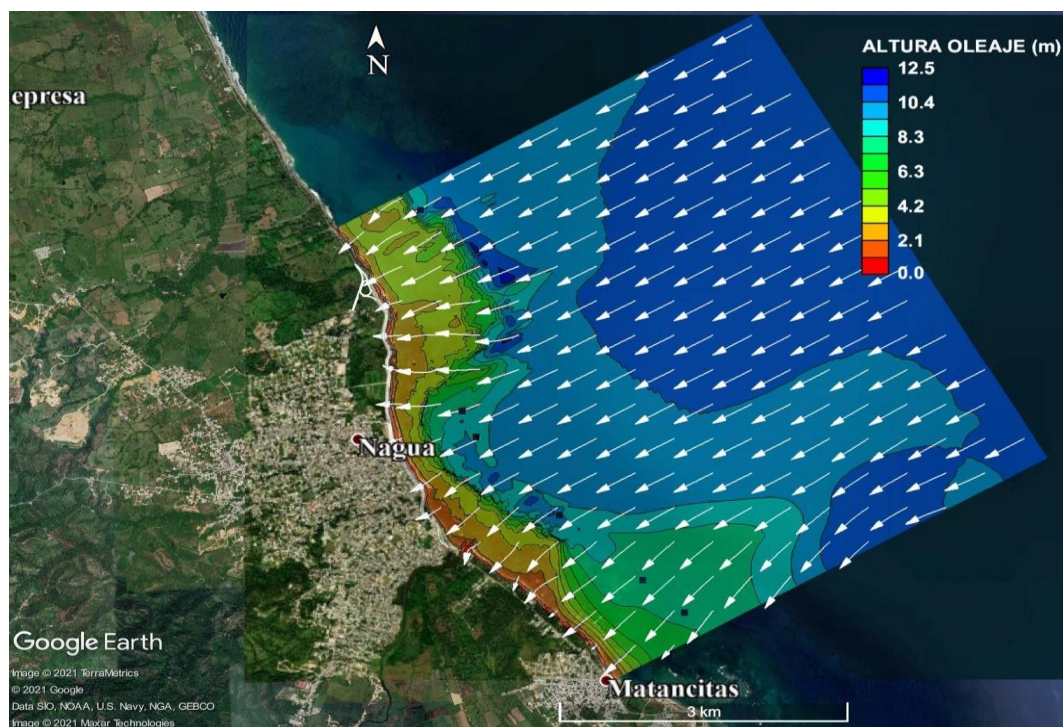 N
ALTURA OLEAJE (m)
12.5
10.4
8.3
6.3
4.2
2.1
0.0
epresa
Nagua
Matancitas
3 km
Google Earth
Image © 2021 TerraMetrics
© 2021 Google
Data SIO, NOAA, U.S. Navy, NGA, GEBCO
Image © 2021 Maxar Technologies